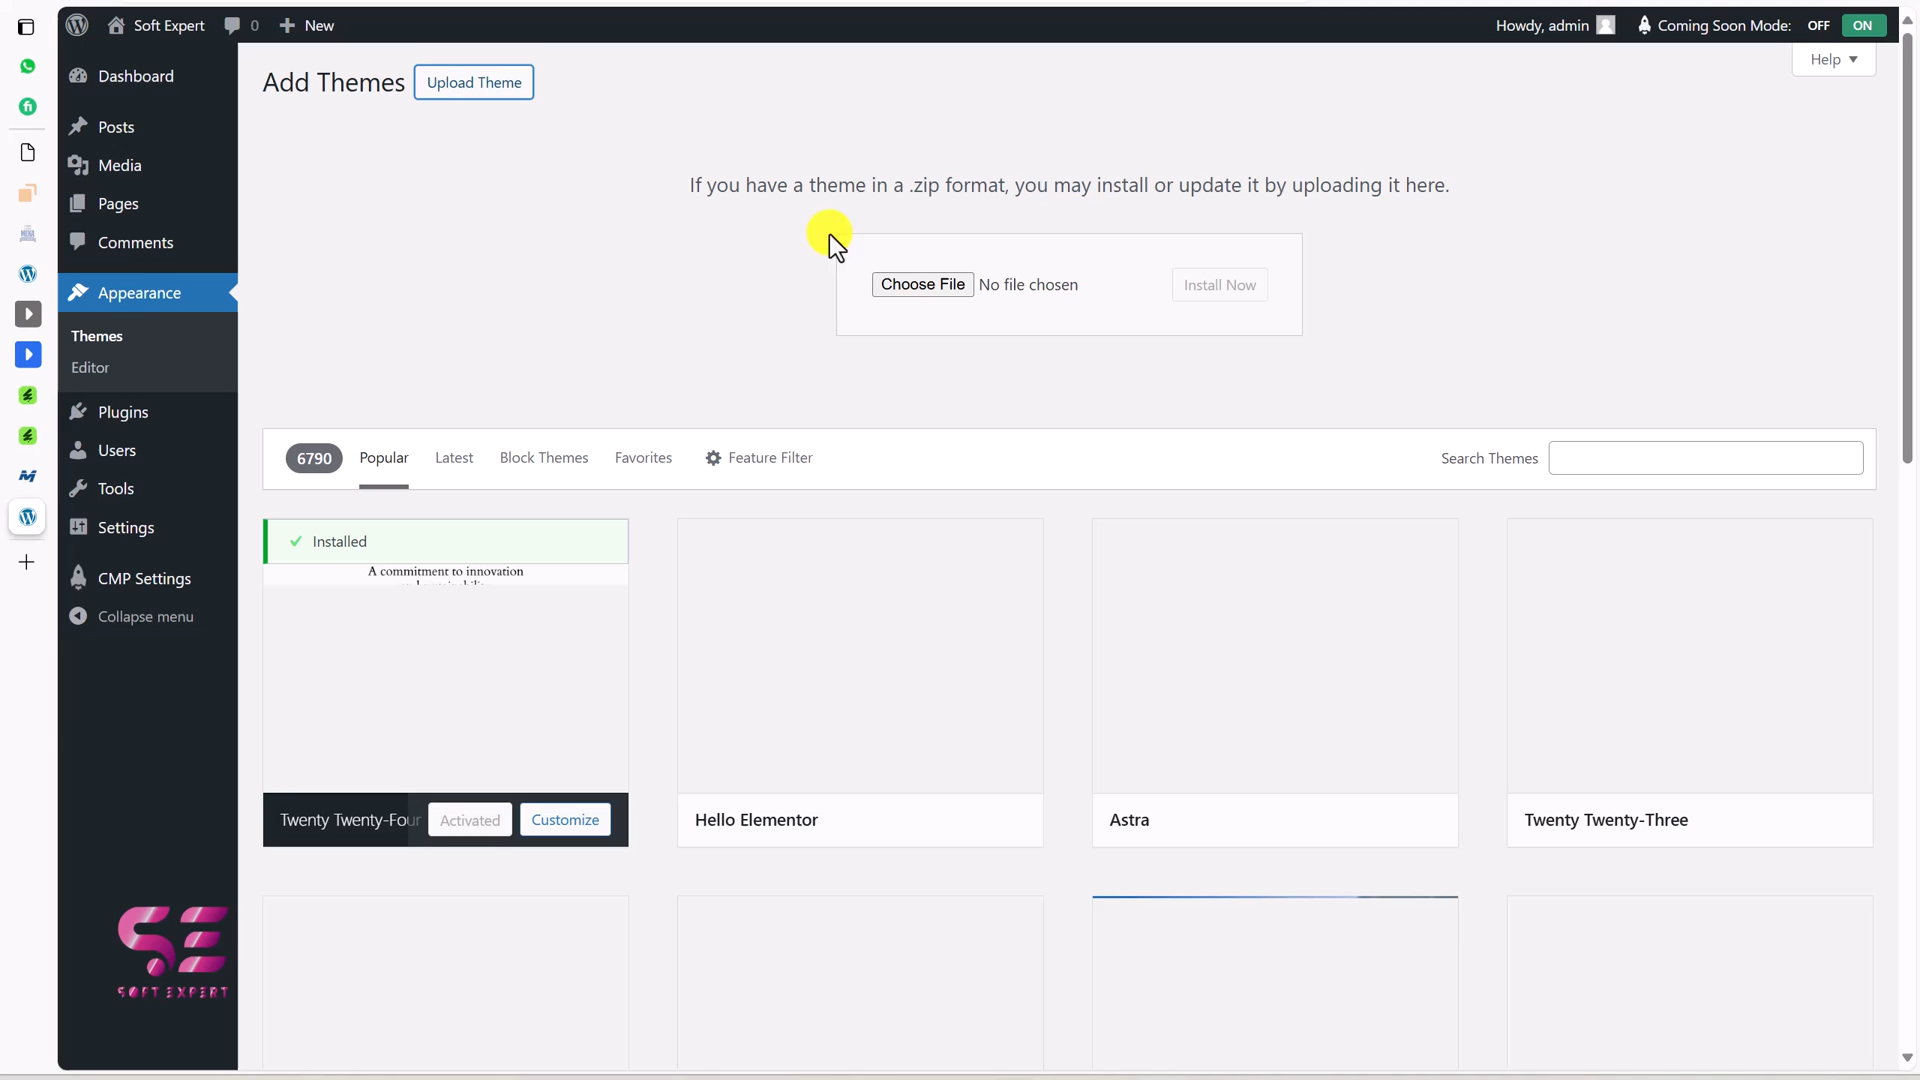 Soft Expert
0
New
Howdy, admin
Coming Soon Mode:
OFF
ON
Dashboard
Posts
Media
Pages
Comments
Appearance
Themes
Editor
Plugins
Users
Tools
Settings
CMP Settings
Collapse menu
SOFT EXPERT
Add Themes
Upload Theme
Help
If you have a theme in a .zip format, you may install or update it by uploading it here.
Choose File No file chosen
Install Now
6790
Popular
Latest
Block Themes
Favorites
Feature Filter
Search Themes
Installed
A commitment to innovation
Twenty Twenty-Four
Activated
Customize
Hello Elementor
Astra
Twenty Twenty-Three